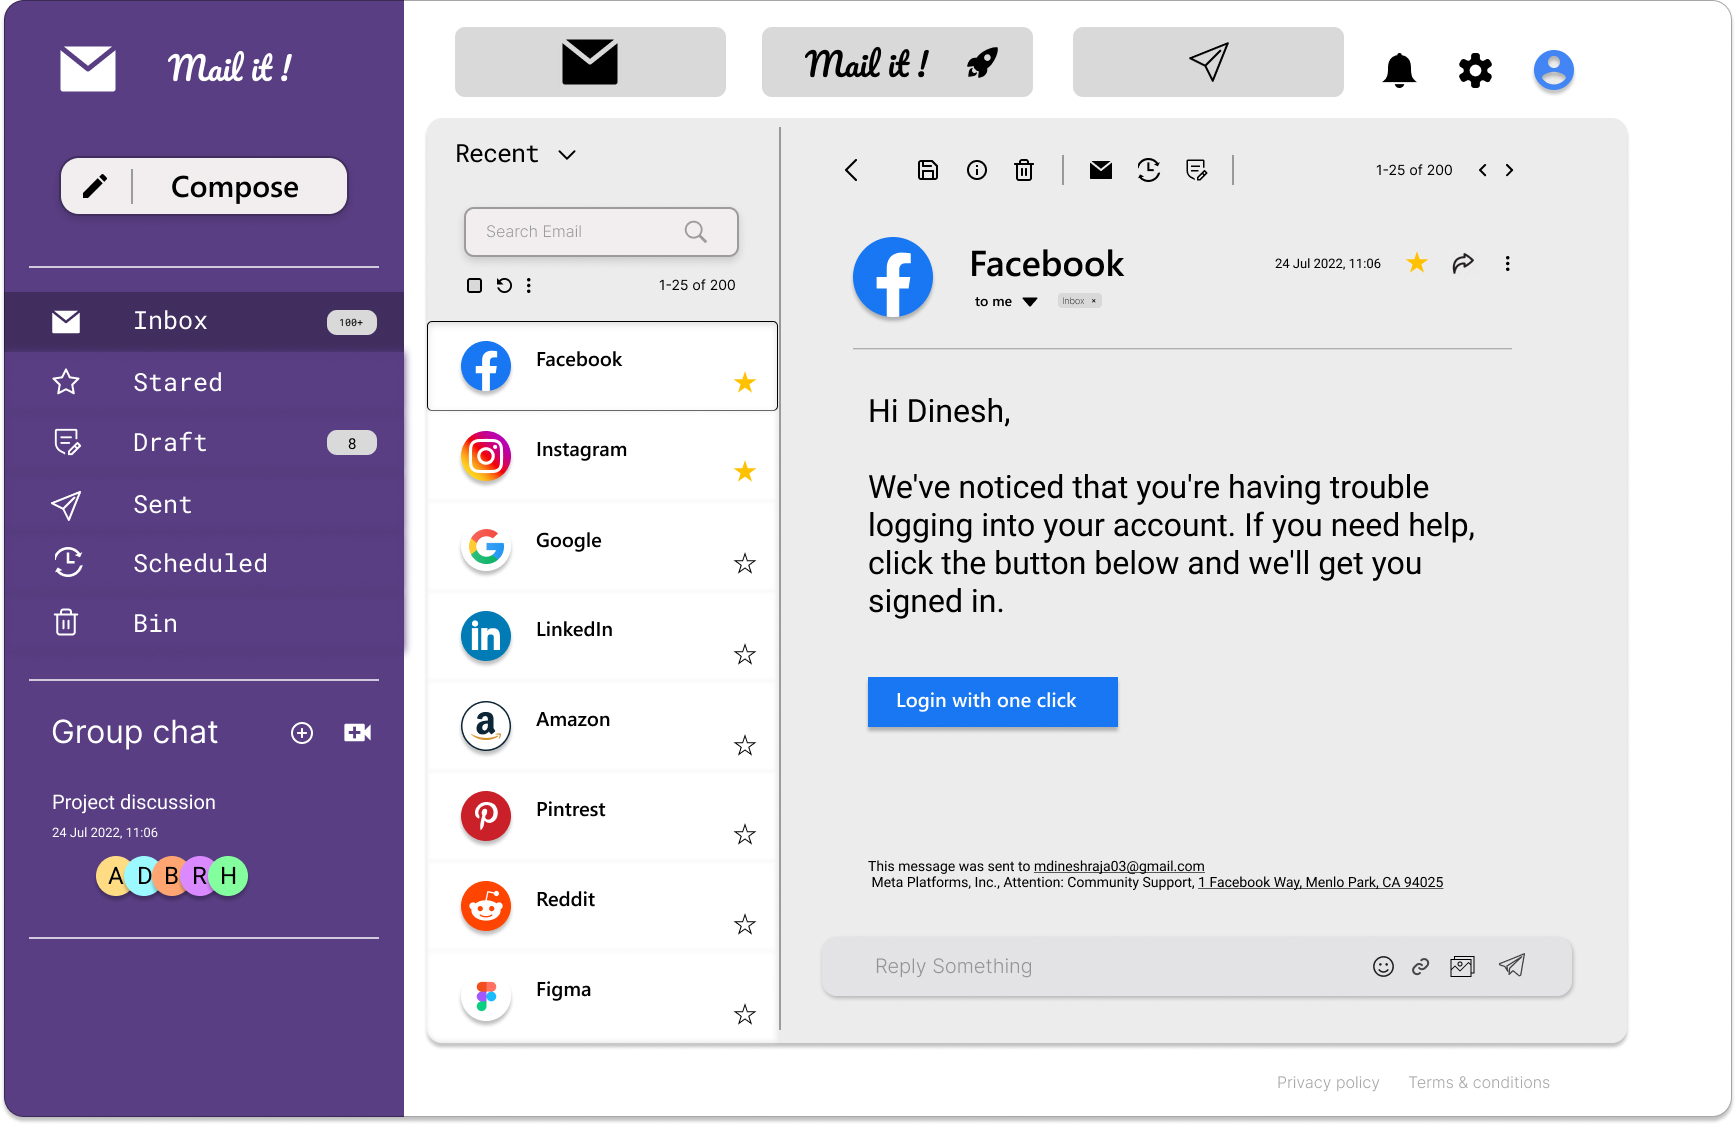 Mail it !
Compose
Inbox
100+
Stared
Draft
8
Sent
Scheduled
Bin
Group chat
Project discussion
24 Jul 2022, 11:06
A D B R H
Mail it !
Recent
Search Email
1-25 of 200
Facebook
Instagram
Google
LinkedIn
in
Amazon
a
Pintrest
Reddit
Figma
1-25 of 200
Facebook
24 Jul 2022, 11:06
to me
Inbox ×
Hi Dinesh,
We've noticed that you're having trouble
logging into your account. If you need help,
click the button below and we'll get you
signed in.
Login with one click
This message was sent to mdineshraja03@gmail.com
Meta Platforms, Inc., Attention: Community Support, 1 Facebook Way, Menlo Park, CA 94025
Reply Something
Privacy policy
Terms & conditions